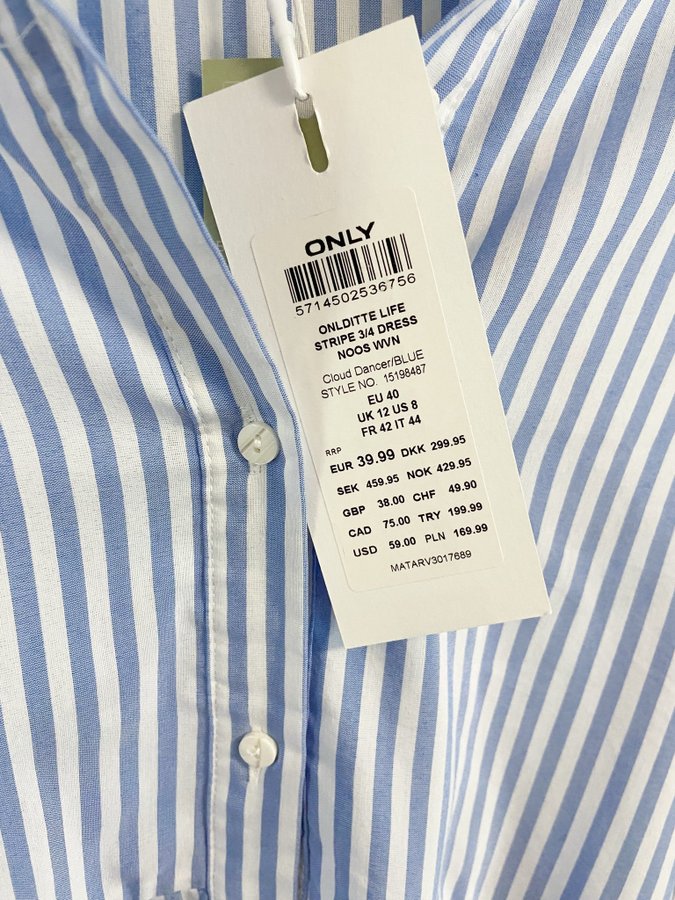 ONLY
5714502536756
ONLDITTE LIFE
STRIPE 3/4 DRESS
NOOS WVN
Cloud Dancer/BLUE
STYLE NO. 15198487
EU 40
UK 12 US 8
FR 42 IT 44
RRP
EUR 39.99 DKK 299.95
SEK 459.95 NOK 429.95
GBP 38.00 CHF 49.90
CAD 75.00 TRY 199.99
USD 59.00 PLN 169.99
MATARV3017689